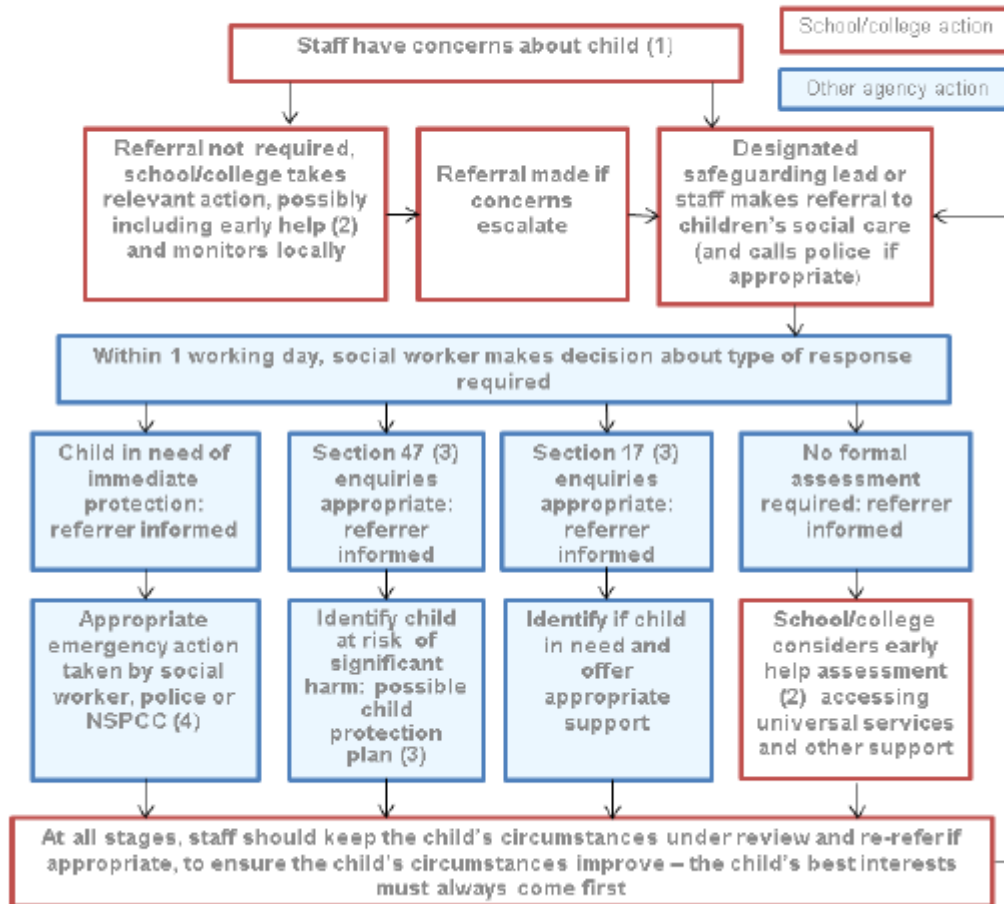 School/college action
Other agency action
Staff have concerns about child (1)
Referral not required,
school/college takes
relevant action, possibly
including early help (2)
and monitors locally
Referral made if
concerns
escalate
Designated
safeguarding lead or
staff makes referral to
children's social care
(and calls police if
appropriate)
Within 1 working day, social worker makes decision about type of response
required
Child in need of
immediate
protection:
referrer informed
Section 47 (3)
enquiries
appropriate:
referrer
informed
Section 17 (3)
enquiries
appropriate:
referrer
informed
No formal
assessment
required: referrer
informed
Appropriate
emergency action
taken by social
worker, police or
NSPCC (4)
Identify child
at risk of
significant
harm: possible
child
protection
plan (3)
Identify if child
in need and
offer
appropriate
support
School/college
considers early
help assessment
(2) accessing
universal services
and other support
At all stages, staff should keep the child's circumstances under review and re-refer if
appropriate, to ensure the child's circumstances improve – the child's best interests
must always come first